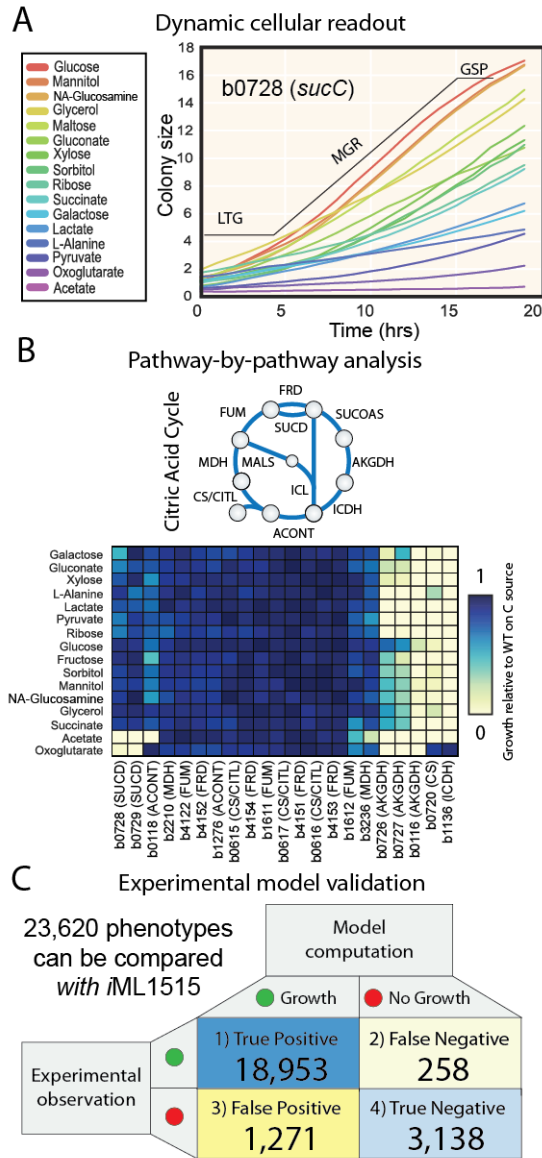 A
Dynamic cellular readout
Glucose
Mannitol
NA-Glucosamine
Glycerol
Maltose
Gluconate
Xylose
Sorbitol
Ribose
Succinate
Galactose
Lactate
L-Alanine
Pyruvate
Oxoglutarate
Acetate
Colony size
18
16
14
12
10
8
6
4
2
0
b0728 (sucC)
LTG
MGR
GSP
0
5
10
15
20
Time (hrs)
B
Pathway-by-pathway analysis
Citric Acid Cycle
FRD
FUM
SUCD
SUCOAS
MDH
MALS
AKGDH
CS/CITL
ICL
ICDH
ACONT
Galactose
Gluconate
Xylose
L-Alanine
Lactate
Pyruvate
Ribose
Glucose
Fructose
Sorbitol
Mannitol
NA-Glucosamine
Glycerol
Succinate
Acetate
Oxoglutarate
b0728 (SUCD)
b0729 (SUCD)
b0118 (ACONT)
b2210 (MDH)
b4122 (FUM)
b4152 (FRD)
b1276 (ACONT)
b0615 (CS/CITL)
b4154 (FRD)
b1611 (FUM)
b0617 (CS/CITL)
b4151 (FRD)
b0616 (CS/CITL)
b4153 (FRD)
b1612 (FUM)
b3236 (MDH)
b0726 (AKGDH)
b0727 (AKGDH)
b0116 (AKGDH)
b0720 (CS)
b1136 (ICDH)
1
0
Growth relative to WT on C source
C
Experimental model validation
23,620 phenotypes
can be compared
with iML1515
Model
computation
Growth
No Growth
Experimental
observation
1) True Positive
18,953
2) False Negative
258
3) False Positive
1,271
4) True Negative
3,138